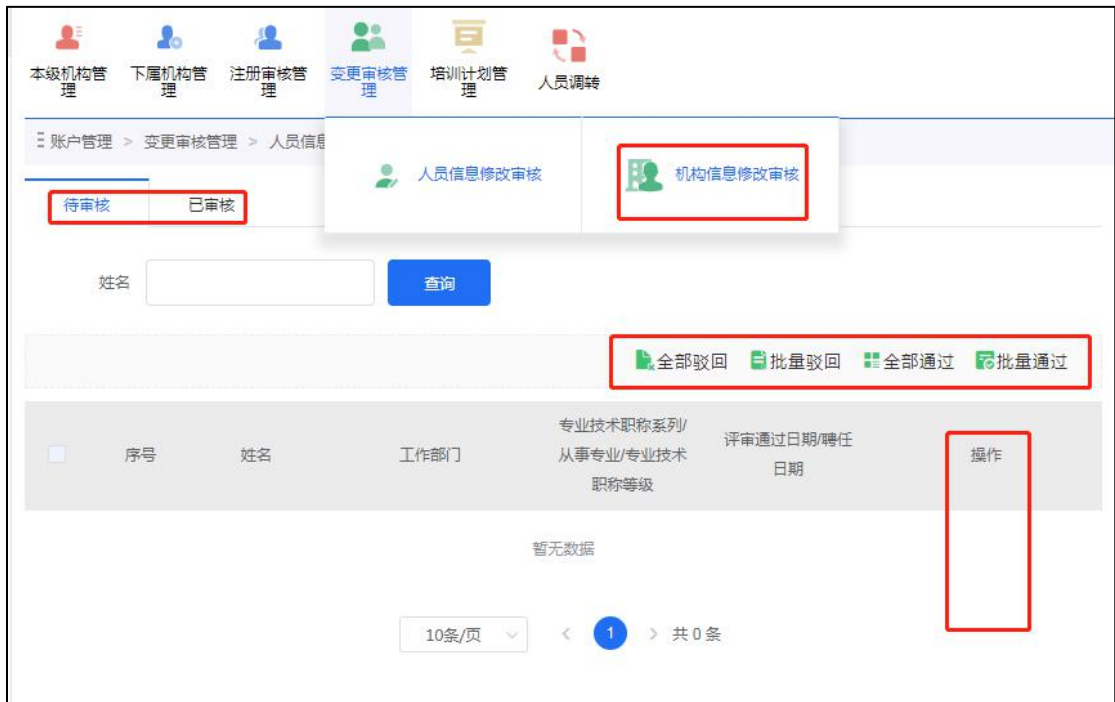 本级机构管理
下属机构管理
注册审核管理
变更审核管理
培训计划管理
人员调转
账户管理 > 变更审核管理 > 人员信息
人员信息修改审核
机构信息修改审核
待审核
已审核
姓名
查询
全部驳回 批量驳回 全部通过 批量通过
序号
姓名
工作部门
专业技术职称系列/
从事专业/专业技术
职称等级
评审通过日期/聘任
日期
操作
暂无数据
10条/页 < 1 > 共 0 条